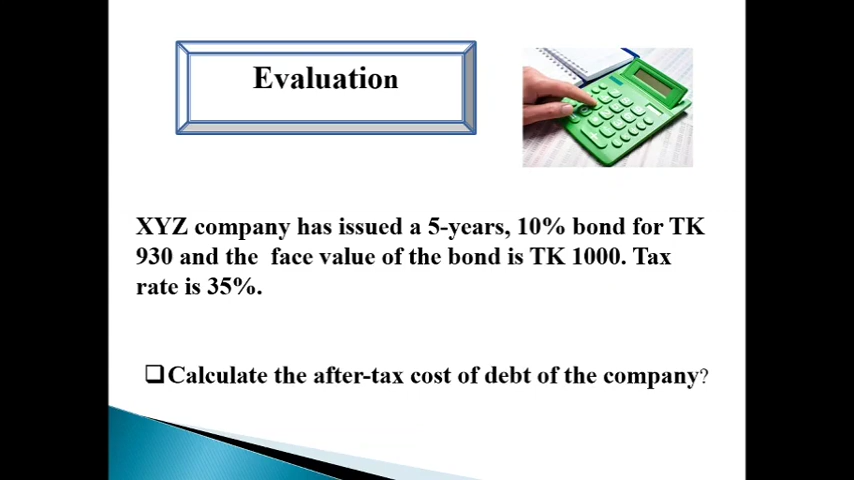 Evaluation
XYZ company has issued a 5-years, 10% bond for TK
930 and the face value of the bond is TK 1000. Tax
rate is 35%.
❑Calculate the after-tax cost of debt of the company?